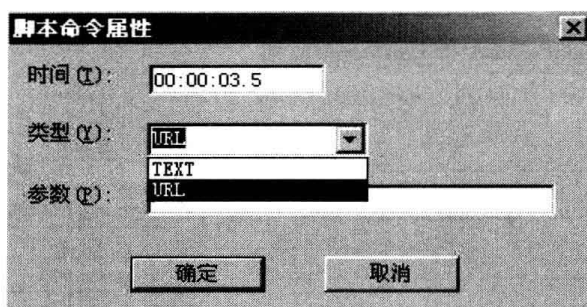 脚本命令属性
时间(T): 00:00:03.5
类型(Y): URL
TEXT
URL
参数(P):
确定 取消